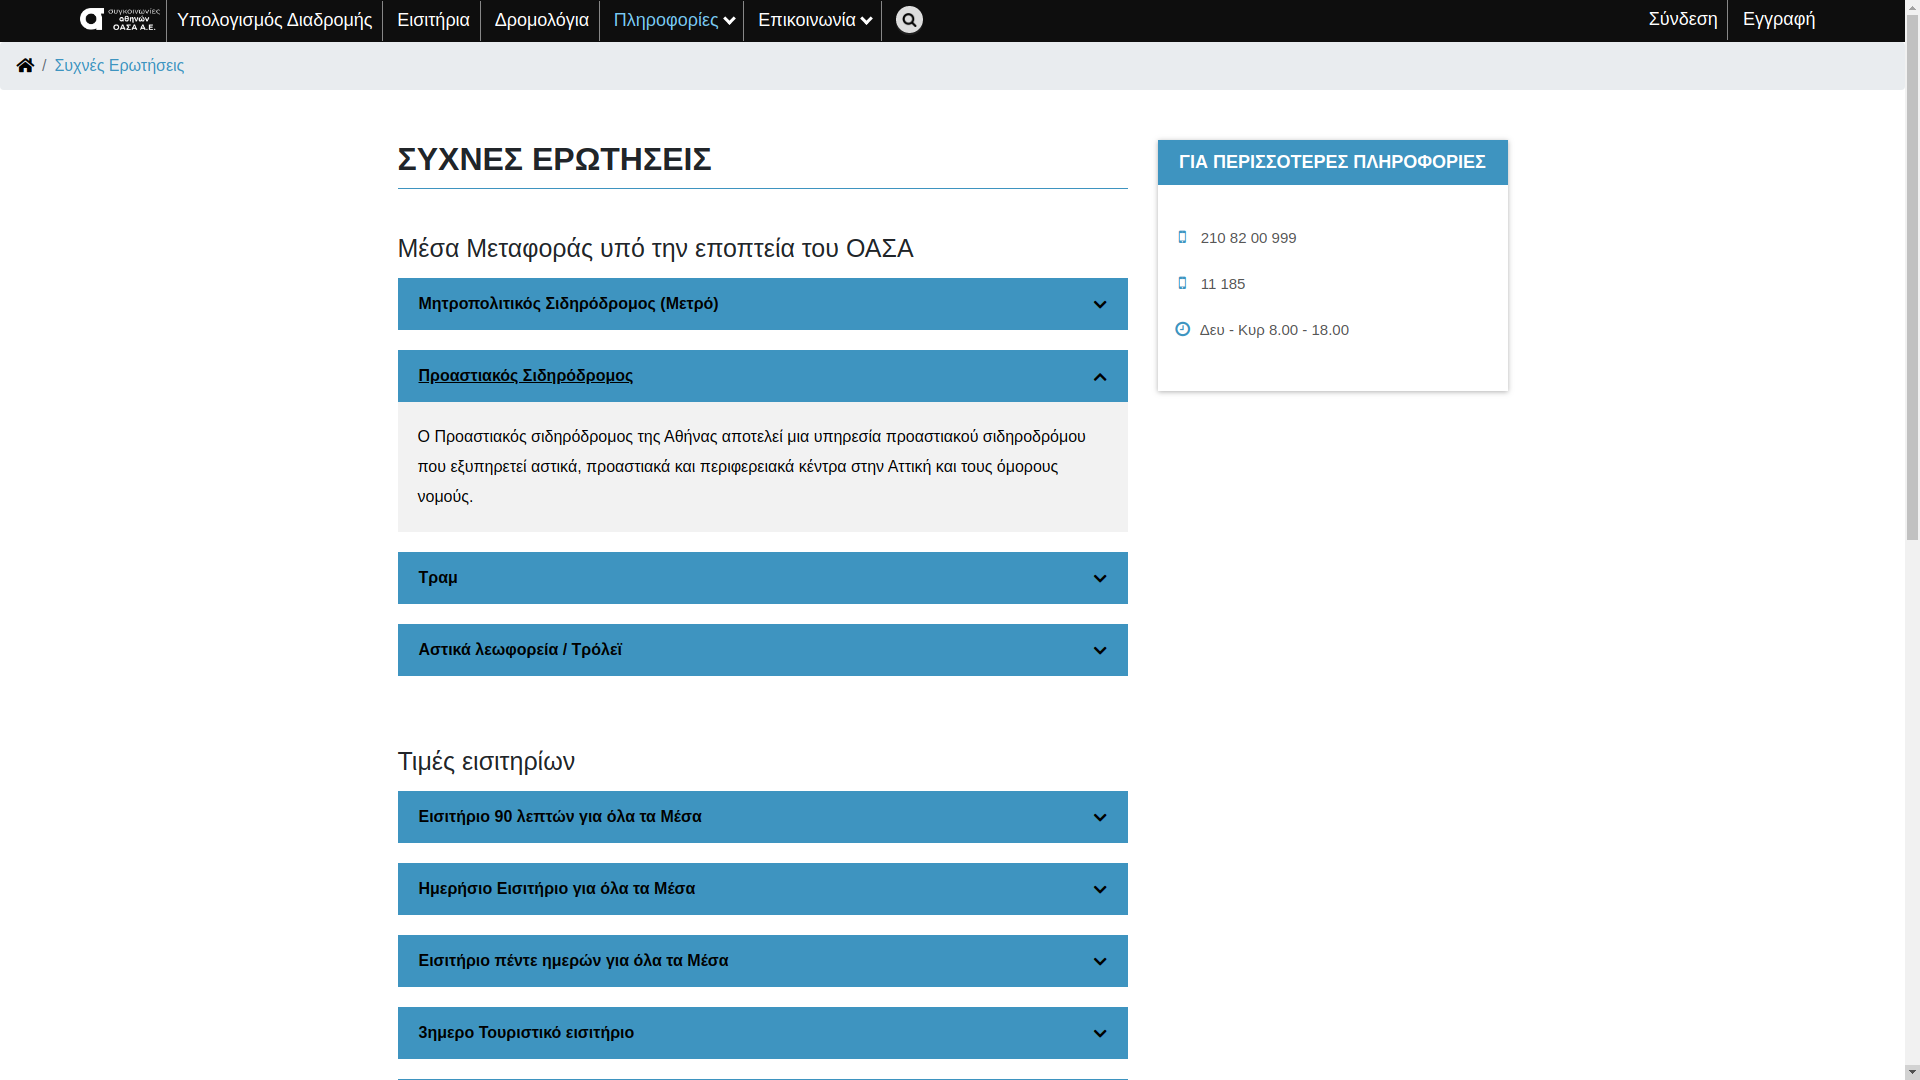 συγκοινωνίες
αθηνών
ΟΑΣΑ Α.Ε.
Υπολογισμός Διαδρομής
Εισιτήρια
Δρομολόγια
Πληροφορίες
Επικοινωνία
Σύνδεση
Εγγραφή
/ Συχνές Ερωτήσεις
ΣΥΧΝΕΣ ΕΡΩΤΗΣΕΙΣ
Μέσα Μεταφοράς υπό την εποπτεία του ΟΑΣΑ
Μητροπολιτικός Σιδηρόδρομος (Μετρό)
Προαστιακός Σιδηρόδρομος
Ο Προαστιακός σιδηρόδρομος της Αθήνας αποτελεί μια υπηρεσία προαστιακού σιδηροδρόμου
που εξυπηρετεί αστικά, προαστιακά και περιφερειακά κέντρα στην Αττική και τους όμορους
νομούς.
Τραμ
Αστικά λεωφορεία / Τρόλεϊ
Τιμές εισιτηρίων
Εισιτήριο 90 λεπτών για όλα τα Μέσα
Ημερήσιο Εισιτήριο για όλα τα Μέσα
Εισιτήριο πέντε ημερών για όλα τα Μέσα
3ημερο Τουριστικό εισιτήριο
ΓΙΑ ΠΕΡΙΣΣΟΤΕΡΕΣ ΠΛΗΡΟΦΟΡΙΕΣ
210 82 00 999
11 185
Δευ - Κυρ 8.00 - 18.00